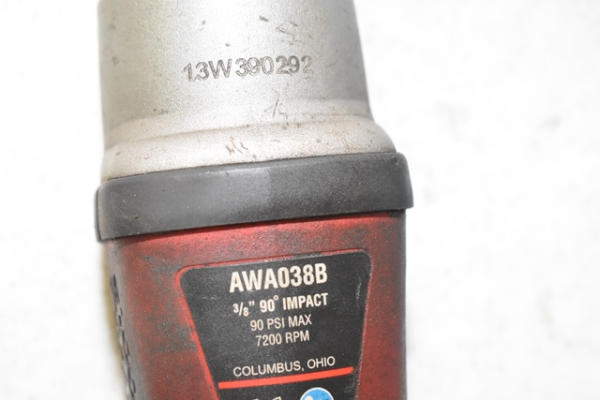 13W390292
AWA038B
3/8" 90° IMPACT
90 PSI MAX
7200 RPM
COLUMBUS, OHIO